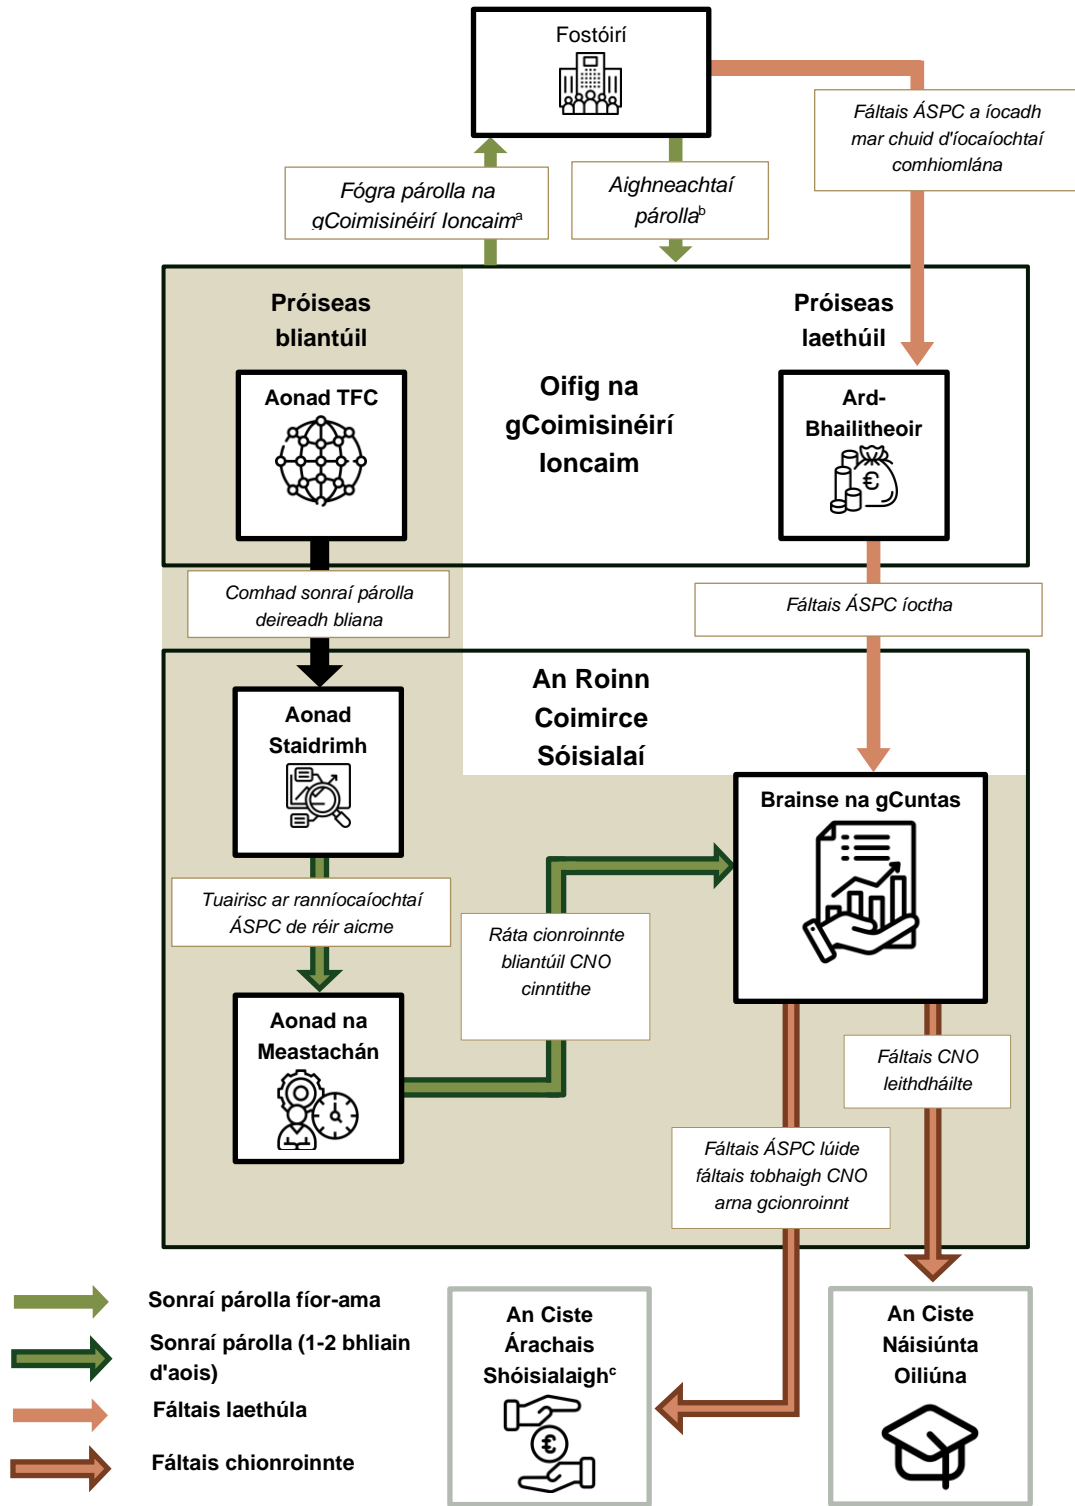 Fostóirí
Fáltais ÁSPC a íocadh
mar chuid d'íocaíochtaí
comhiomlána
Fógra párolla na
gCoimisinéirí Ioncaimᵃ
Aighneachtaí
párollaᵇ
Próiseas
bliantúil
Próiseas
laethúil
Aonad TFC
Oifig na
gCoimisinéirí
Ioncaim
Ard-
Bhailitheoir
€
Comhad sonraí párolla
deireadh bliana
Fáltais ÁSPC íoctha
An Roinn
Coimirce
Sóisialaí
Aonad
Staidrimh
Brainse na gCuntas
Tuairisc ar ranníocaíochtaí
ÁSPC de réir aicme
Ráta cionroinnte
bliantúil CNO
cinntithe
Aonad na
Meastachán
Fáltais CNO
leithdháilte
Fáltais ÁSPC lúide
fáltais tobhaigh CNO
arna gcionroinnt
Sonraí párolla fíor-ama
Sonraí párolla (1-2 bhliain
d'aois)
Fáltais laethúla
Fáltais chionroinnte
An Ciste
Árachais
Shóisialaighᶜ
€
An Ciste
Náisiúnta
Oiliúna